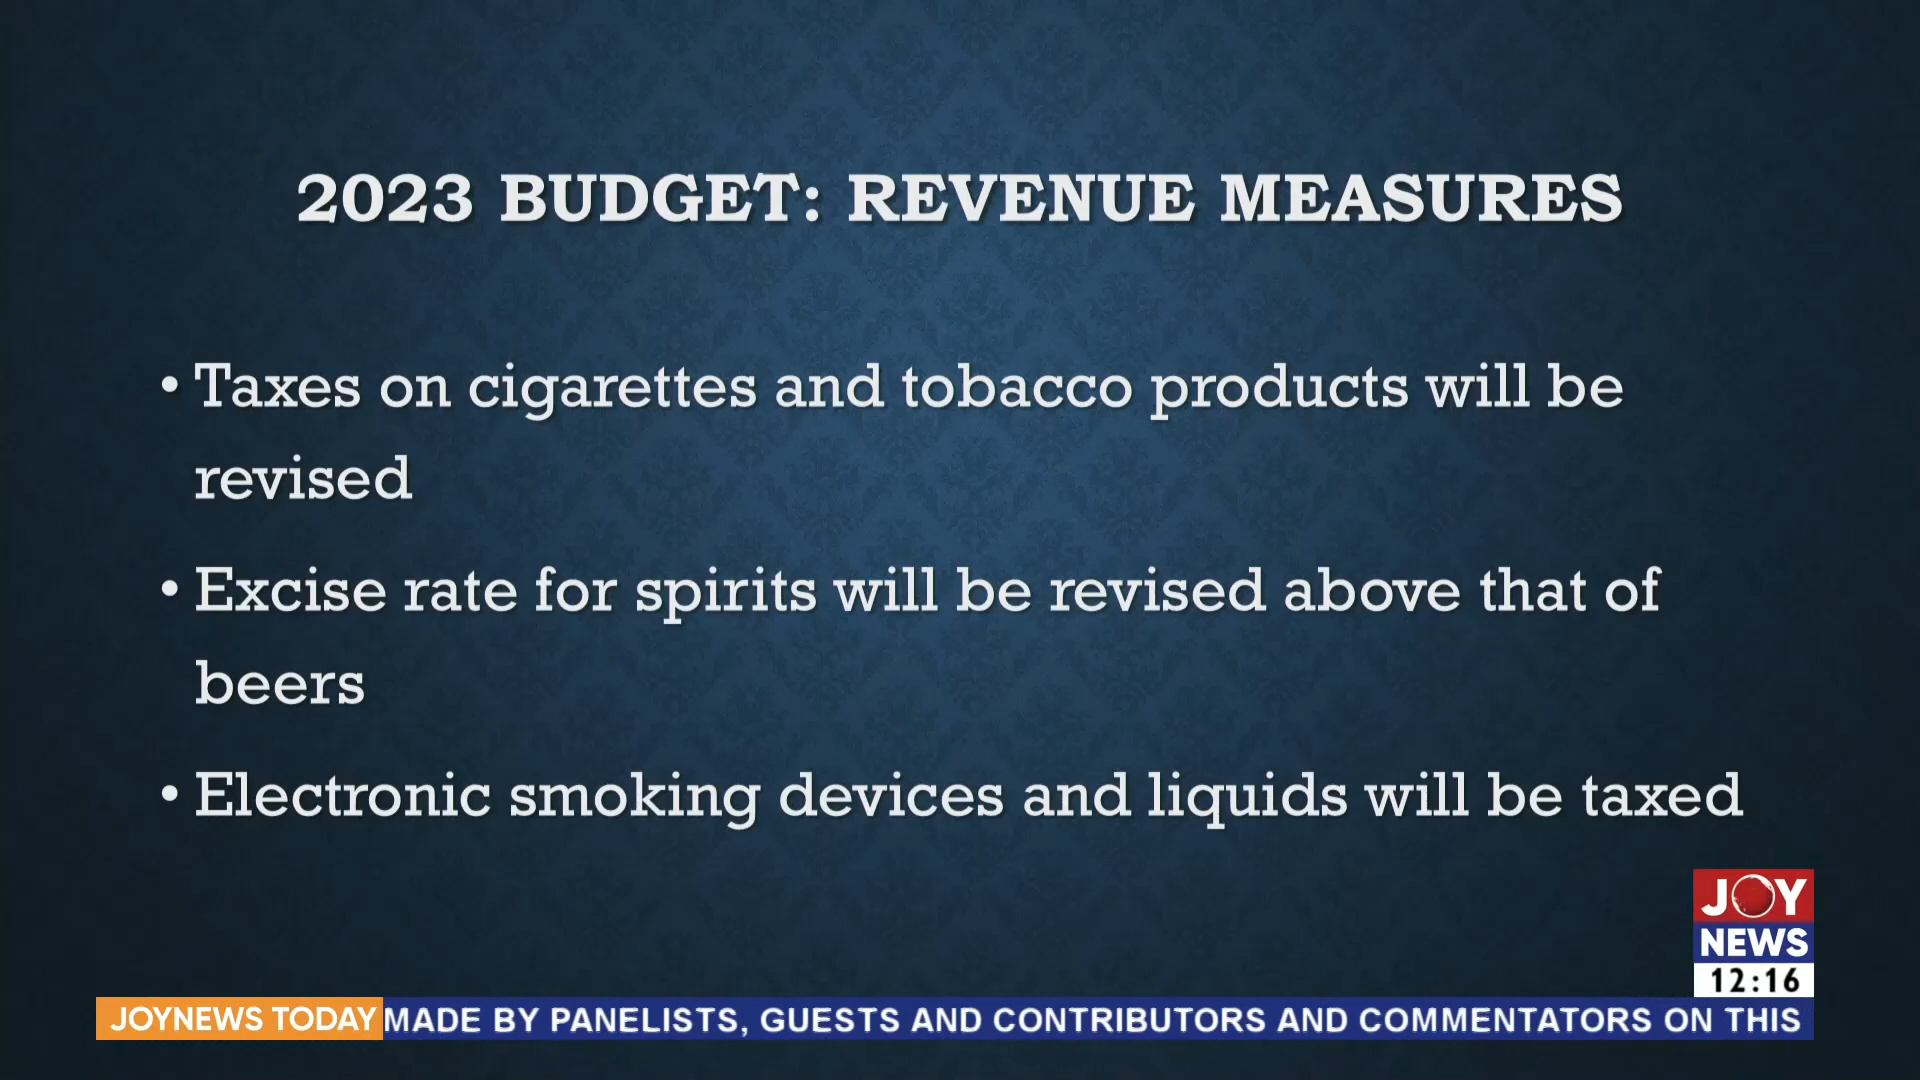 2023 BUDGET: REVENUE MEASURES
• Taxes on cigarettes and tobacco products will be
revised
• Excise rate for spirits will be revised above that of
beers
• Electronic smoking devices and liquids will be taxed
JOY
NEWS
12:16
JOYNEWS TODAY MADE BY PANELISTS, GUESTS AND CONTRIBUTORS AND COMMENTATORS ON THIS